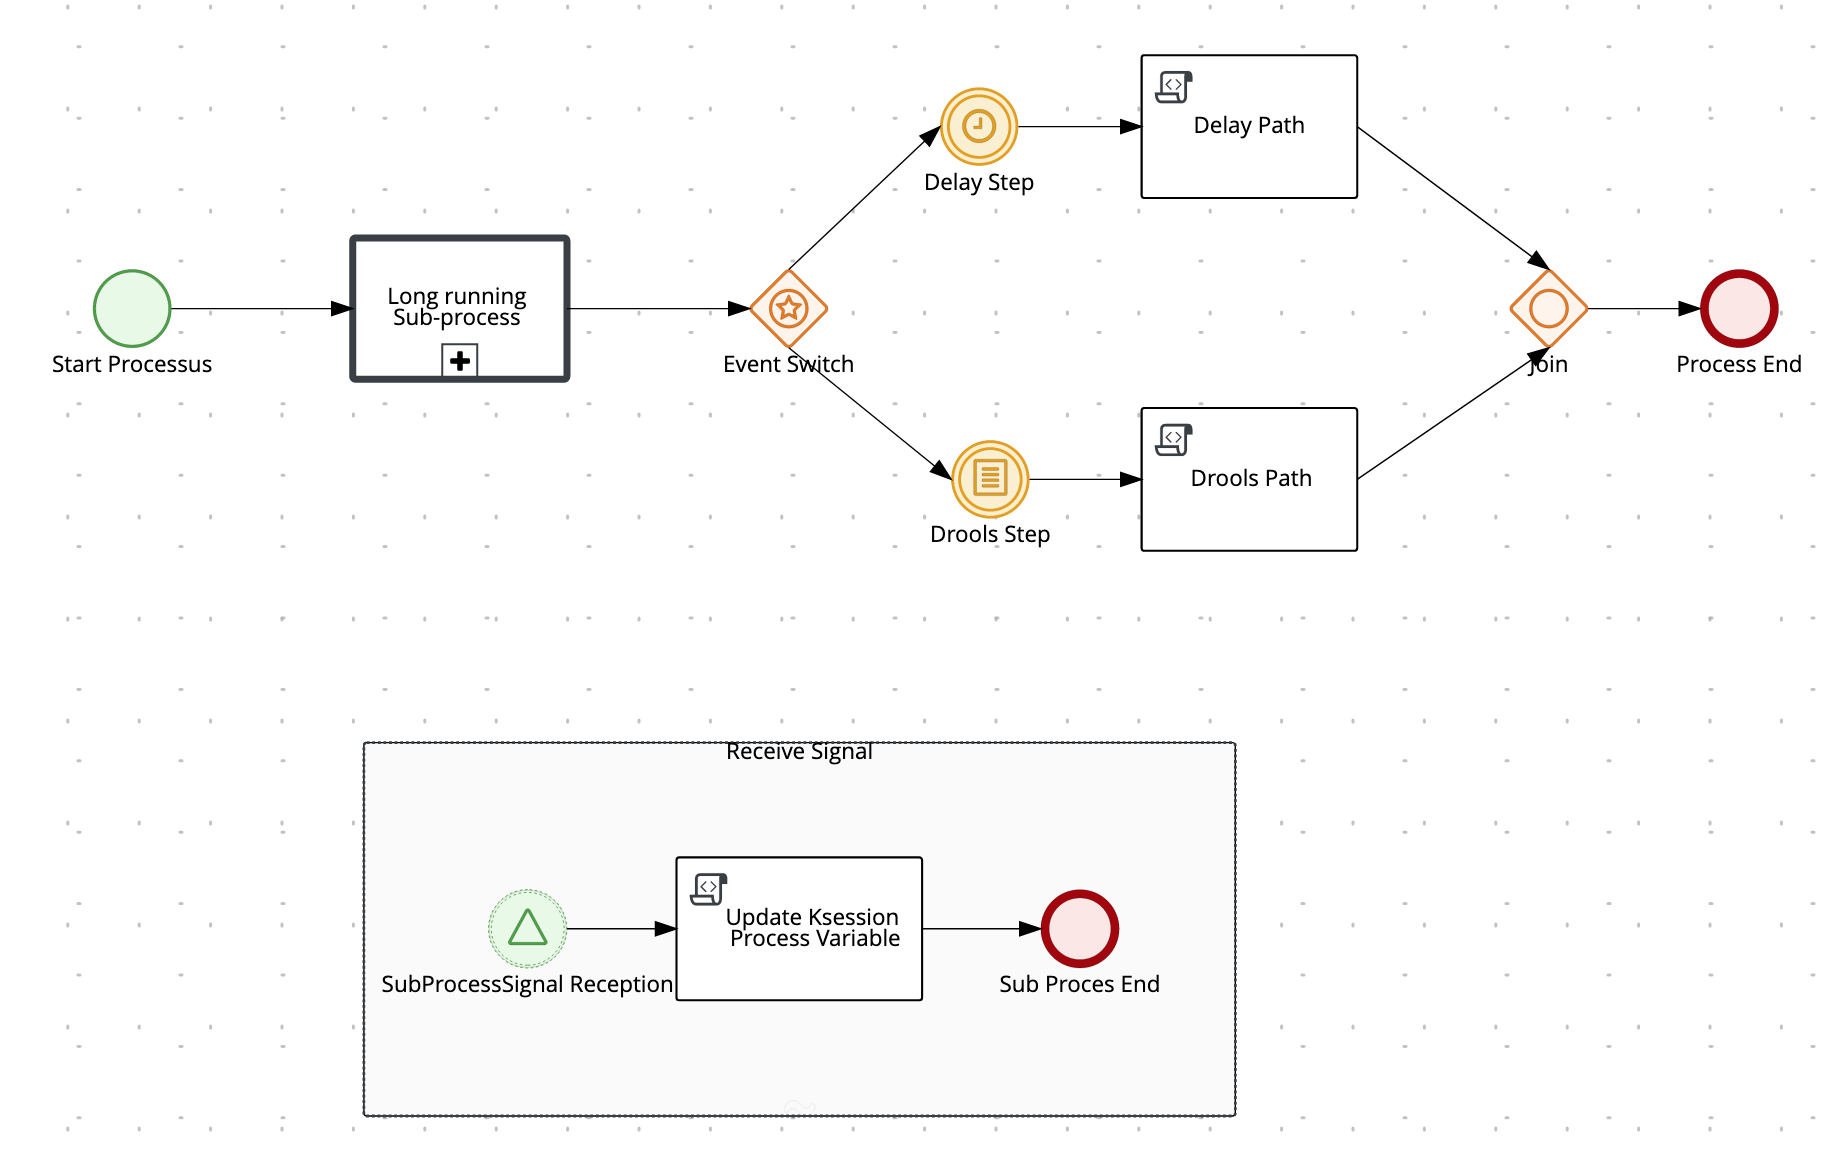 Delay Path
Delay Step
Long running
Sub-process
Start Processus
Event Switch
Join
Process End
Drools Path
Drools Step
Receive Signal
Update Ksession
Process Variable
SubProcessSignal Reception
Sub Proces End